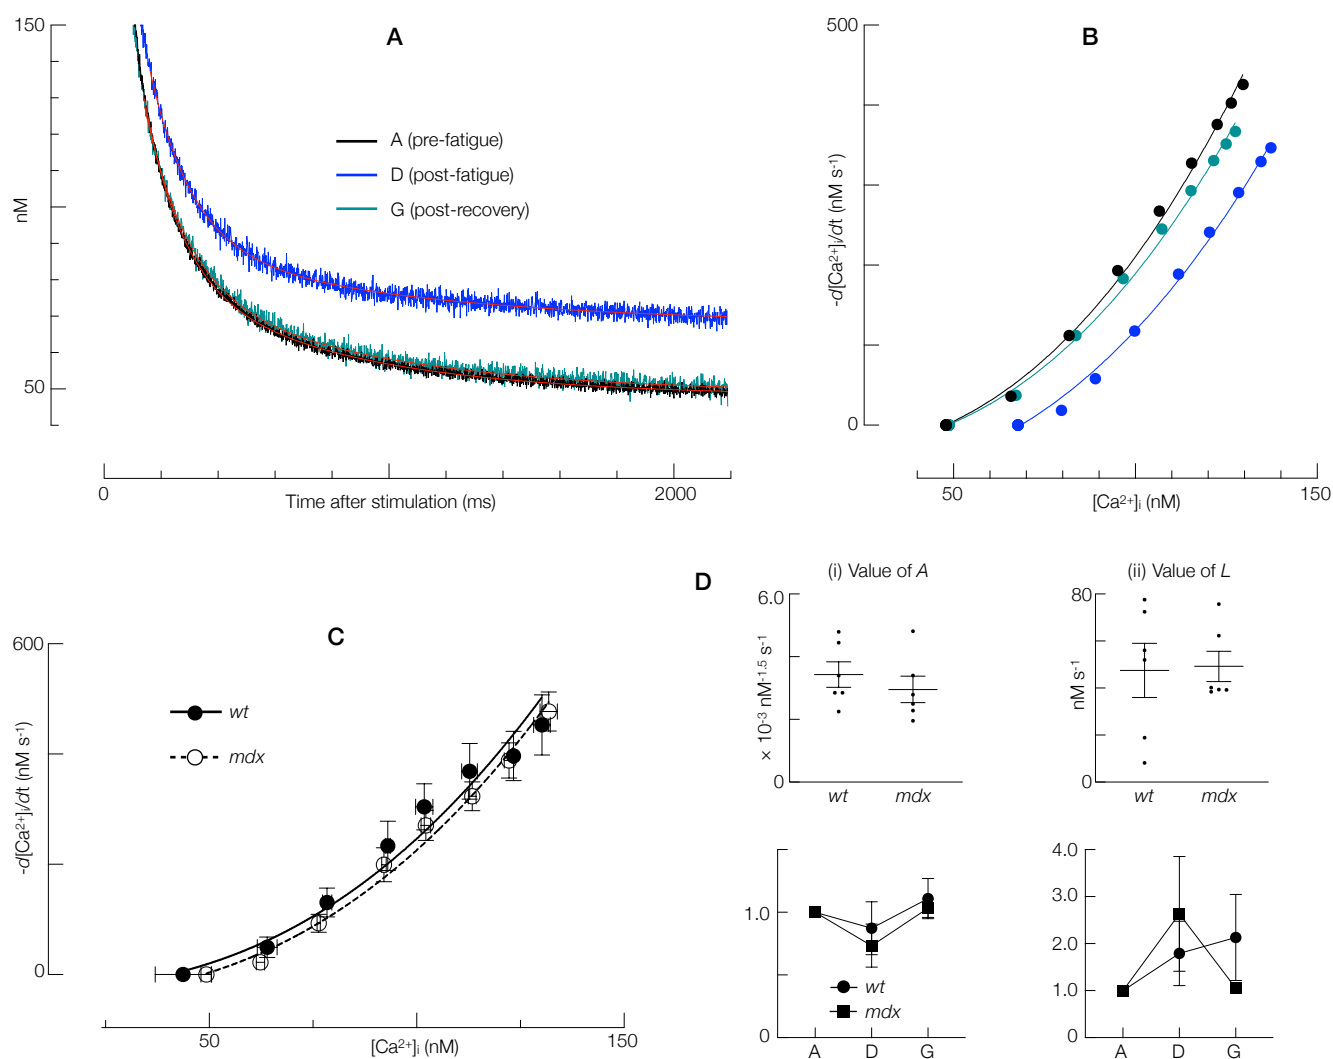 A
150
100
50
nM
A (pre-fatigue)
D (post-fatigue)
G (post-recovery)
0
2000
Time after stimulation (ms)
B
500
0
-d[Ca²⁺]ᵢ/dt (nM s⁻¹)
50
150
[Ca²⁺]ᵢ (nM)
C
600
0
-d[Ca²⁺]ᵢ/dt (nM s⁻¹)
wt
mdx
50
150
[Ca²⁺]ᵢ (nM)
D
(i) Value of A
6.0
0
× 10⁻³ nM⁻¹·⁵ s⁻¹
wt
mdx
(ii) Value of L
80
0
nM s⁻¹
wt
mdx
1.0
0
wt
mdx
A
D
G
4.0
3.0
2.0
1.0
0
A
D
G